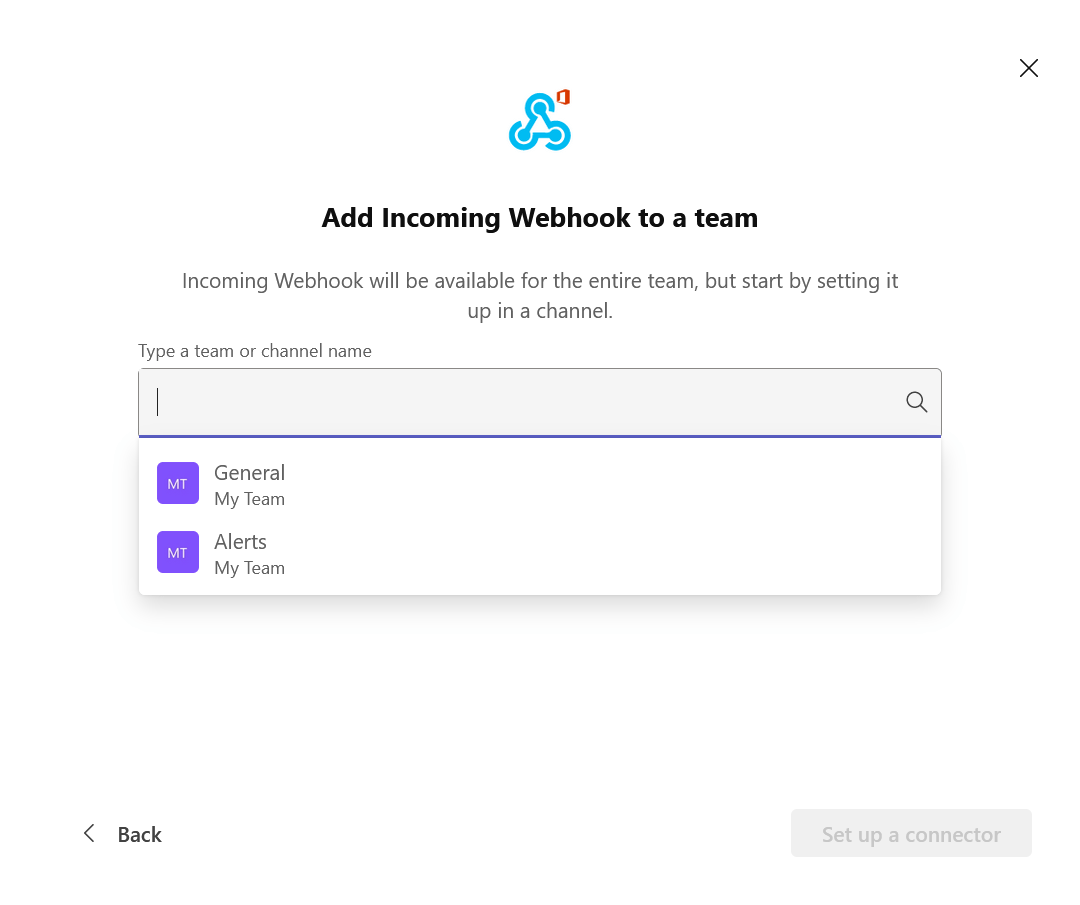 Add Incoming Webhook to a team
Incoming Webhook will be available for the entire team, but start by setting it
up in a channel.
Type a team or channel name
MT
General
My Team
MT
Alerts
My Team
Back
Set up a connector